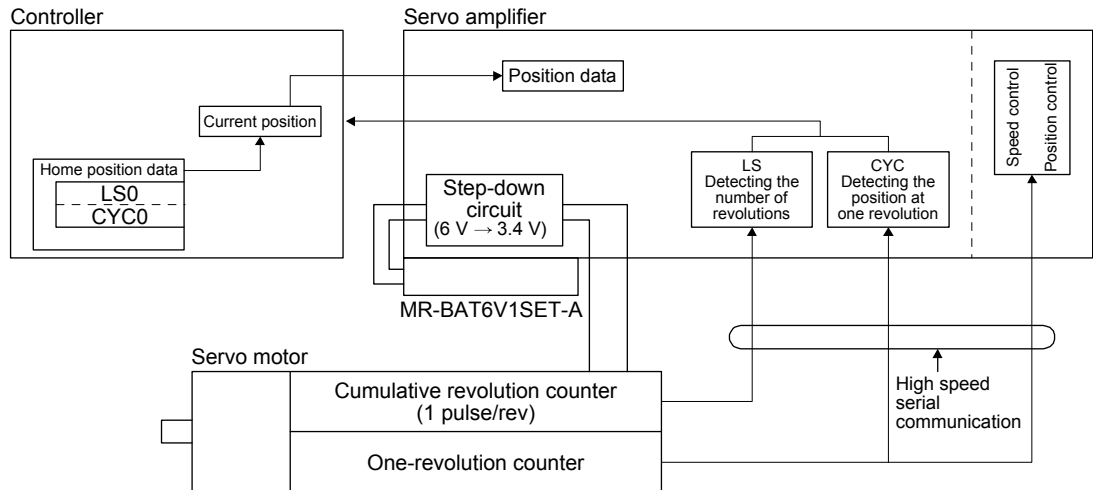 Controller
Servo amplifier
Position data
Current position
Home position data
LS0
CYC0
Step-down
circuit
(6 V → 3.4 V)
MR-BAT6V1SET-A
LS
Detecting the
number of
revolutions
CYC
Detecting the
position at
one revolution
Speed control
Position control
Servo motor
Cumulative revolution counter
(1 pulse/rev)
One-revolution counter
High speed
serial
communication